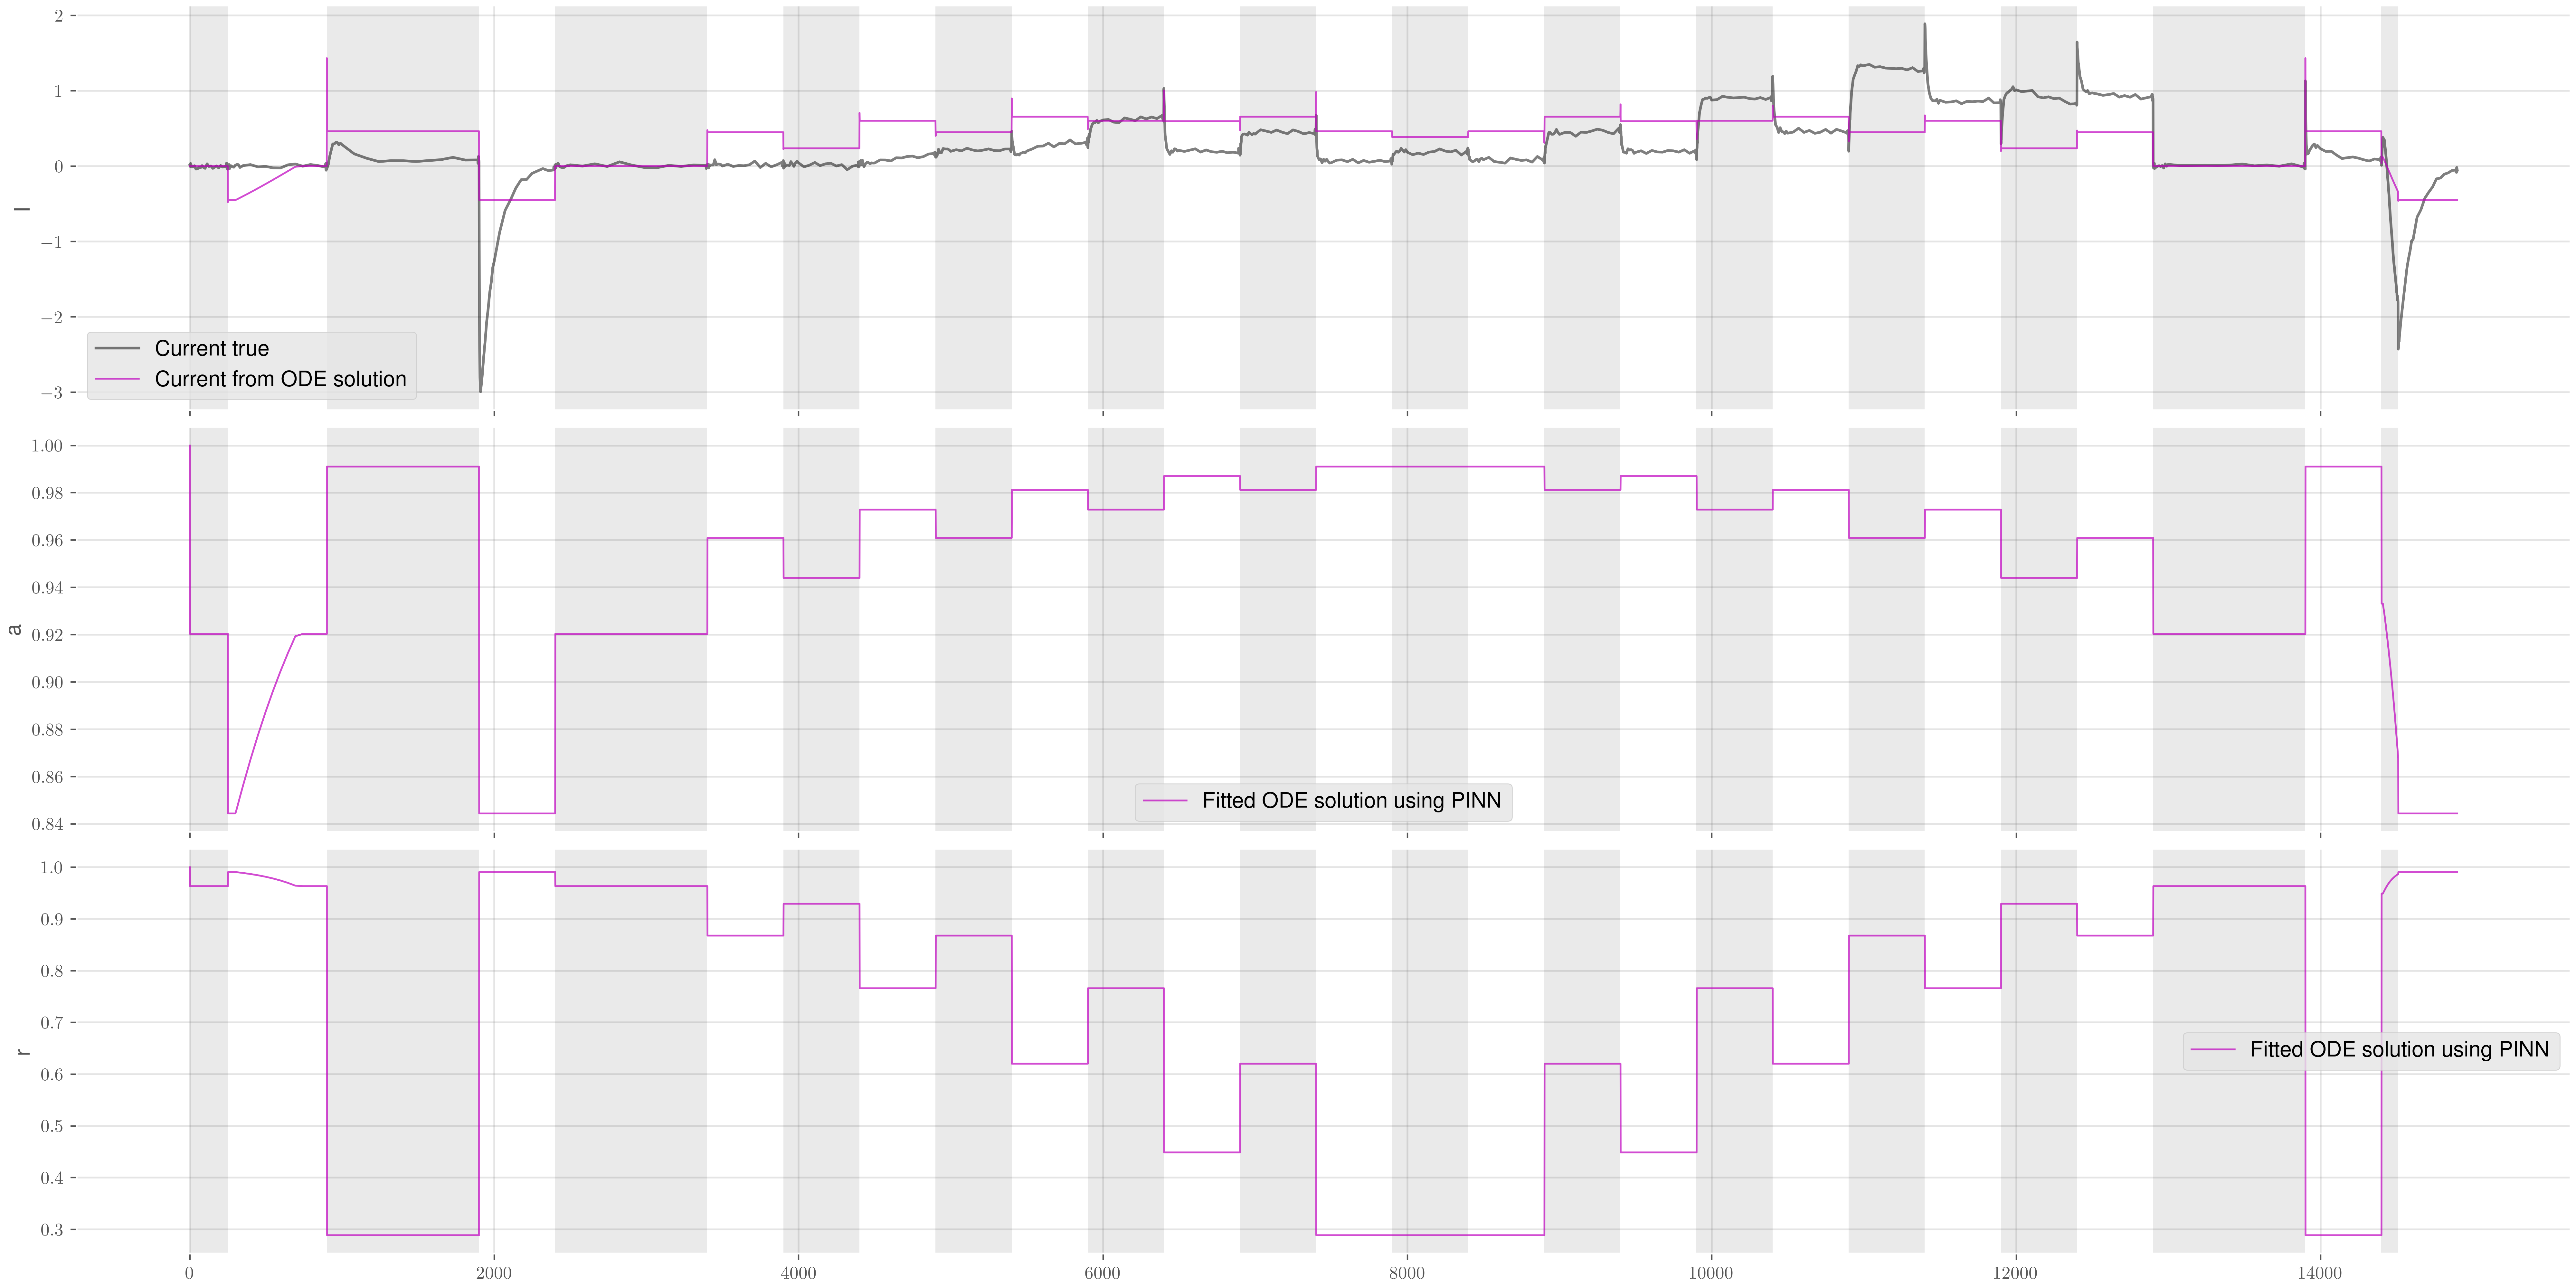 2
1
0
−1
−2
−3
I
Current true
Current from ODE solution
1.00
0.98
0.96
0.94
0.92
0.90
0.88
0.86
0.84
a
Fitted ODE solution using PINN
1.0
0.9
0.8
0.7
0.6
0.5
0.4
0.3
r
Fitted ODE solution using PINN
0 2000 4000 6000 8000 10000 12000 14000